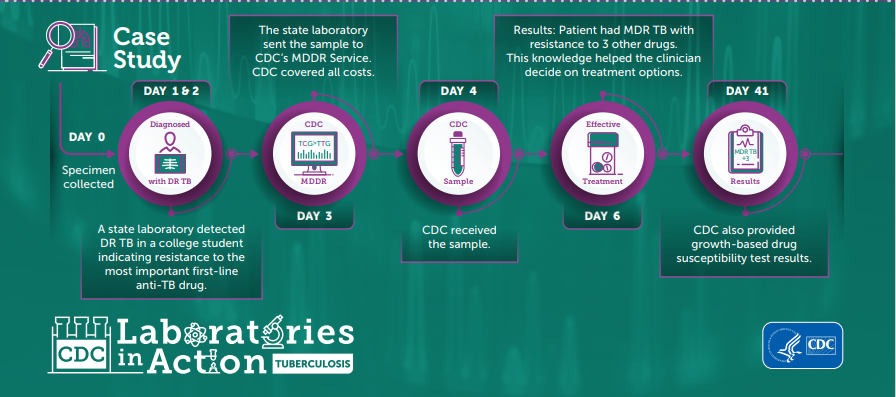 Case
Study
DAY 0
Specimen
collected
DAY 1 & 2
Diagnosed
with DR TB
A state laboratory detected
DR TB in a college student
indicating resistance to the
most important first-line
anti-TB drug.
The state laboratory
sent the sample to
CDC's MDDR Service.
CDC covered all costs.
CDC
TCG>TTG
MDDR
DAY 3
DAY 4
CDC
Sample
CDC received
the sample.
Results: Patient had MDR TB with
resistance to 3 other drugs.
This knowledge helped the clinician
decide on treatment options.
Effective
Treatment
DAY 6
DAY 41
MDR TB
+3
Results
CDC also provided
growth-based drug
susceptibility test results.
CDC
Laboratories
in Action
TUBERCULOSIS
CDC